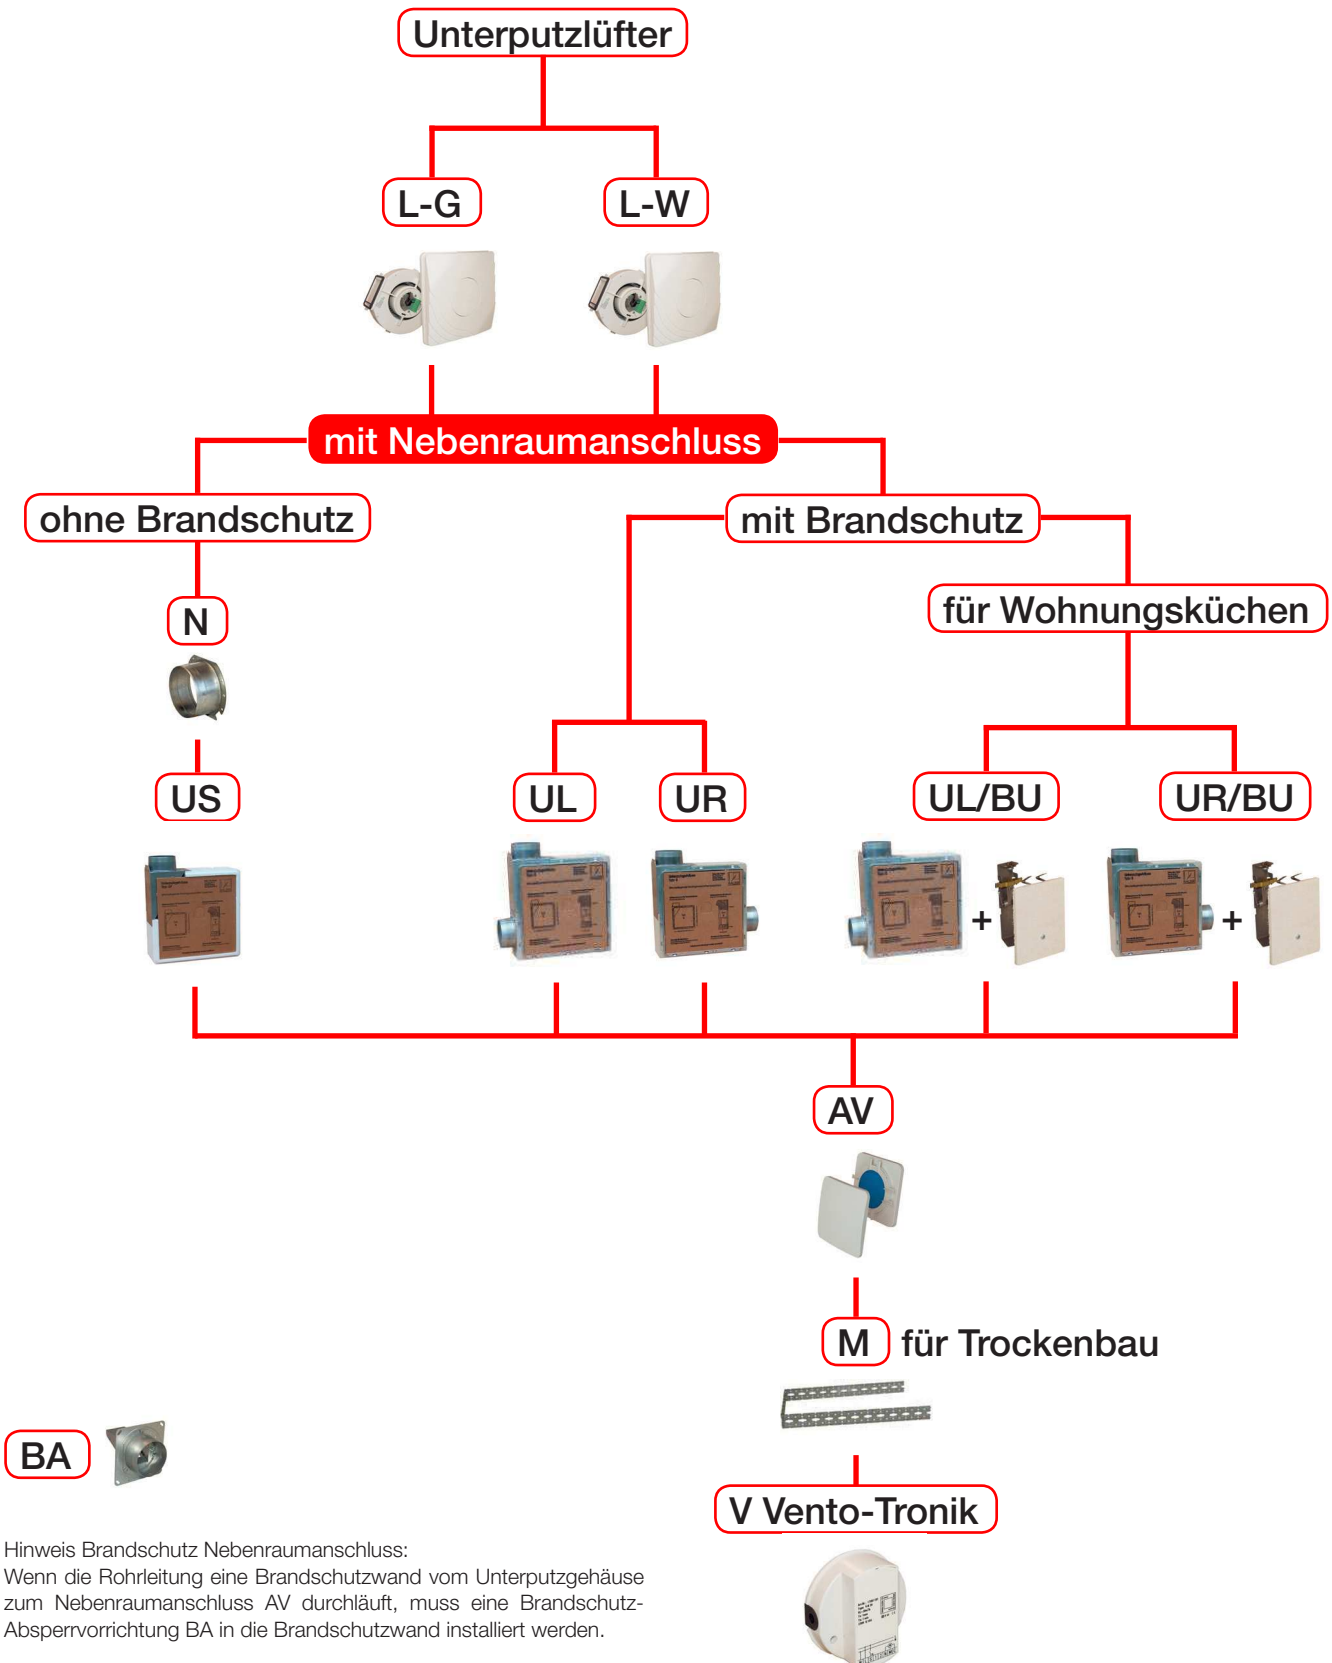 Unterputzlüfter
L-G
L-W
mit Nebenraumanschluss
ohne Brandschutz
mit Brandschutz
N
für Wohnungsküchen
US
UL
UR
UL/BU
UR/BU
+
+
AV
M für Trockenbau
BA
V Vento-Tronik
Hinweis Brandschutz Nebenraumanschluss:
Wenn die Rohrleitung eine Brandschutzwand vom Unterputzgehäuse
zum Nebenraumanschluss AV durchläuft, muss eine Brandschutz-
Absperrvorrichtung BA in die Brandschutzwand installiert werden.